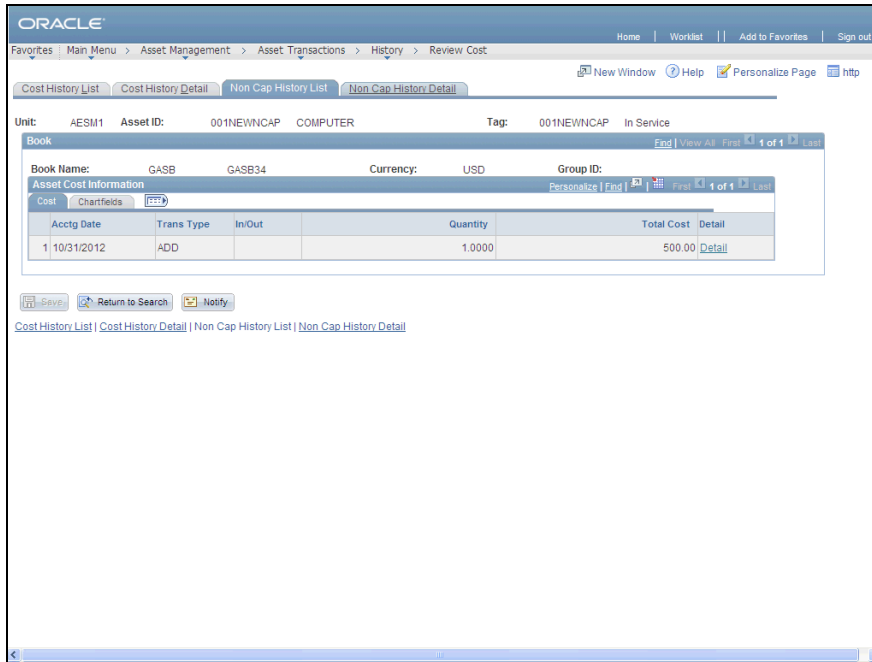 ORACLE
Home | Worklist || Add to Favorites | Sign out
Favorites | Main Menu > Asset Management > Asset Transactions > History > Review Cost
New Window Help Personalize Page http
Cost History List Cost History Detail Non Cap History List Non Cap History Detail
Unit: AESM1 Asset ID: 001NEWNCAP COMPUTER Tag: 001NEWNCAP In Service
Book Find | View All First 1 of 1 Last
Book Name: GASB GASB34 Currency: USD Group ID:
Asset Cost Information Personalize | Find | | First 1 of 1 Last
Cost Chartfields
Acctg Date Trans Type In/Out Quantity Total Cost Detail
1 10/31/2012 ADD 1.0000 500.00 Detail
Save Return to Search Notify
Cost History List | Cost History Detail | Non Cap History List | Non Cap History Detail